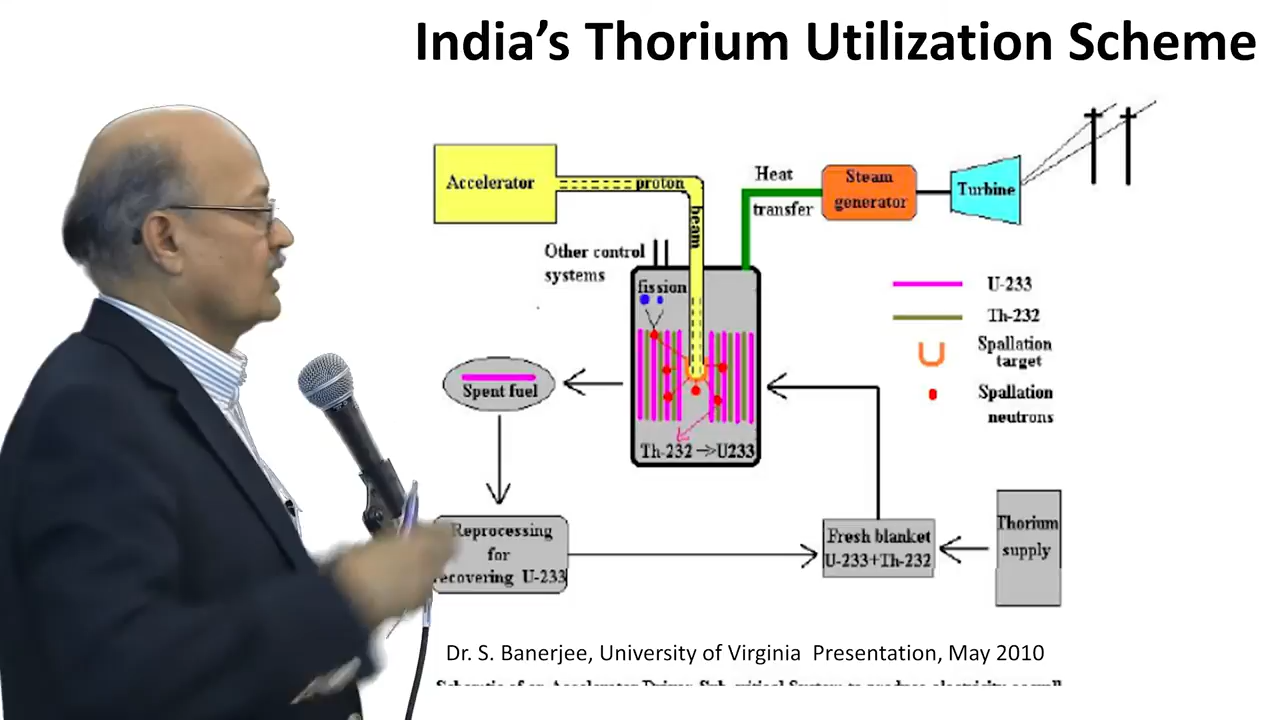 India's Thorium Utilization Scheme
Accelerator
proton
beam
Heat
transfer
Steam
generator
Turbine
Other control
systems
fission
U-233
Th-232
Spallation
target
Spallation
neutrons
Spent fuel
Th-232 ->U233
Reprocessing
for
recovering U-233
Fresh blanket
U-233+Th-232
Thorium
supply
Dr. S. Banerjee, University of Virginia Presentation, May 2010